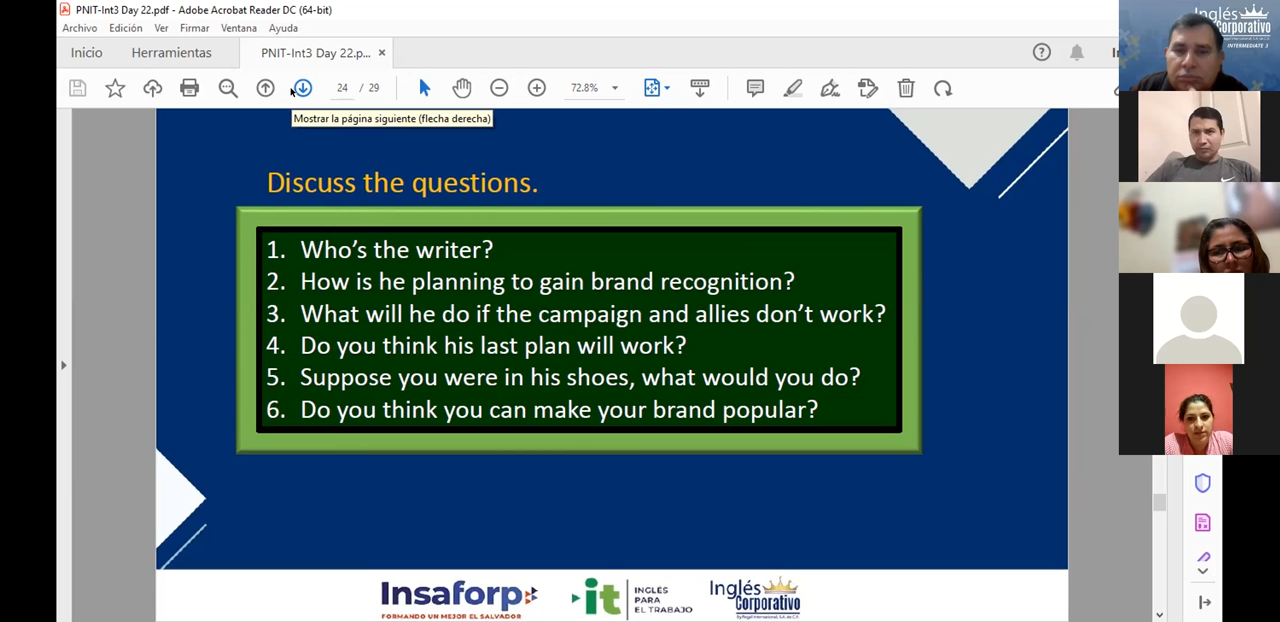 PNIT-Int3 Day 22.pdf - Adobe Acrobat Reader DC (64-bit)
Archivo Edición Ver Firmar Ventana Ayuda
Inicio Herramientas PNIT-Int3 Day 22.p... ×
24 / 29 72.8%
Mostrar la página siguiente (flecha derecha)
Discuss the questions.
1. Who's the writer?
2. How is he planning to gain brand recognition?
3. What will he do if the campaign and allies don't work?
4. Do you think his last plan will work?
5. Suppose you were in his shoes, what would you do?
6. Do you think you can make your brand popular?
Insaforp
FORMANDO UN MEJOR EL SALVADOR
it
INGLÉS
PARA
EL TRABAJO
Inglés
Corporativo
By Regal International, S.A. de C.V.
Inglés
Corporativo
INTERMEDIATE 3